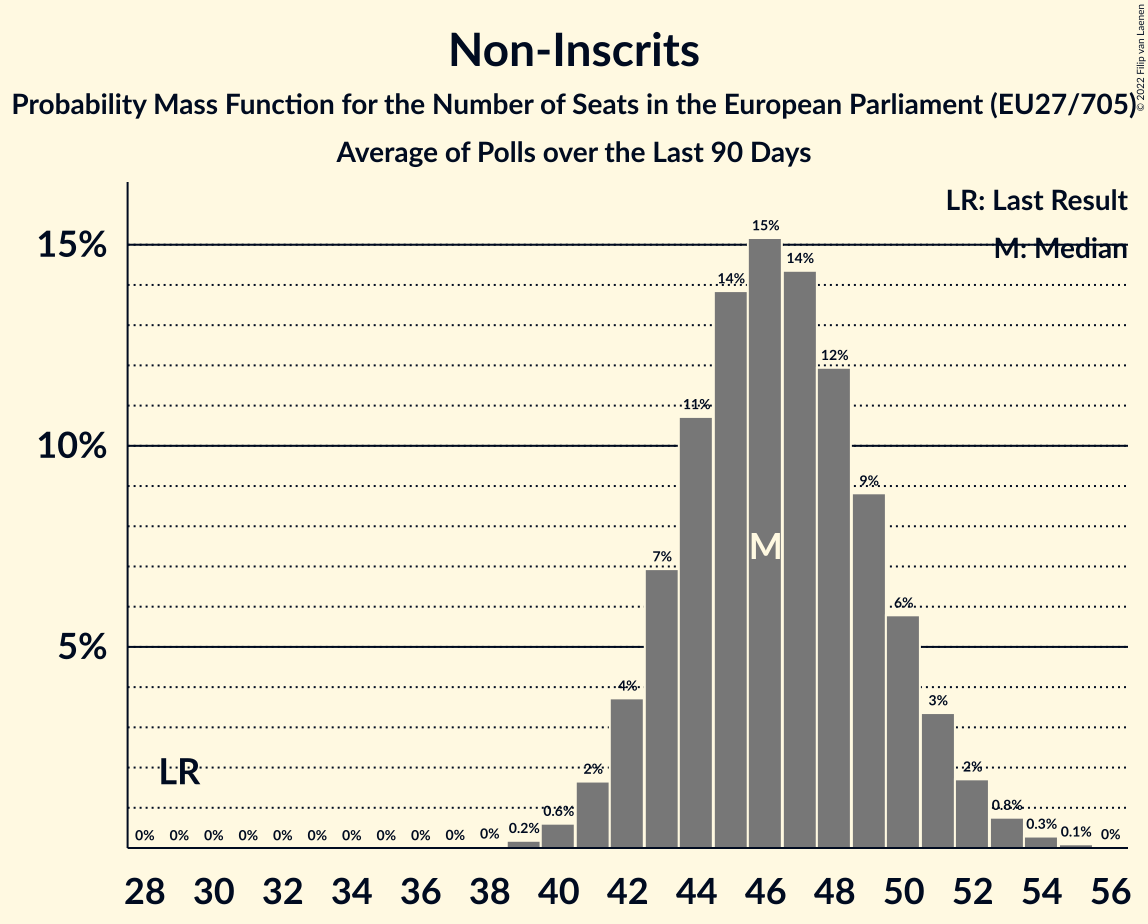 Non-Inscrits
Probability Mass Function for the Number of Seats in the European Parliament (EU27/705)
Average of Polls over the Last 90 Days
© 2022 Filip van Laenen
LR: Last Result
M: Median
15%
10%
5%
0% 0% 0% 0% 0% 0% 0% 0% 0% 0% 0% 0.2% 0.6% 2% 4% 7% 11% 14% 15% 14% 12% 9% 6% 3% 2% 0.8% 0.3% 0.1% 0%
LR
M
28 30 32 34 36 38 40 42 44 46 48 50 52 54 56